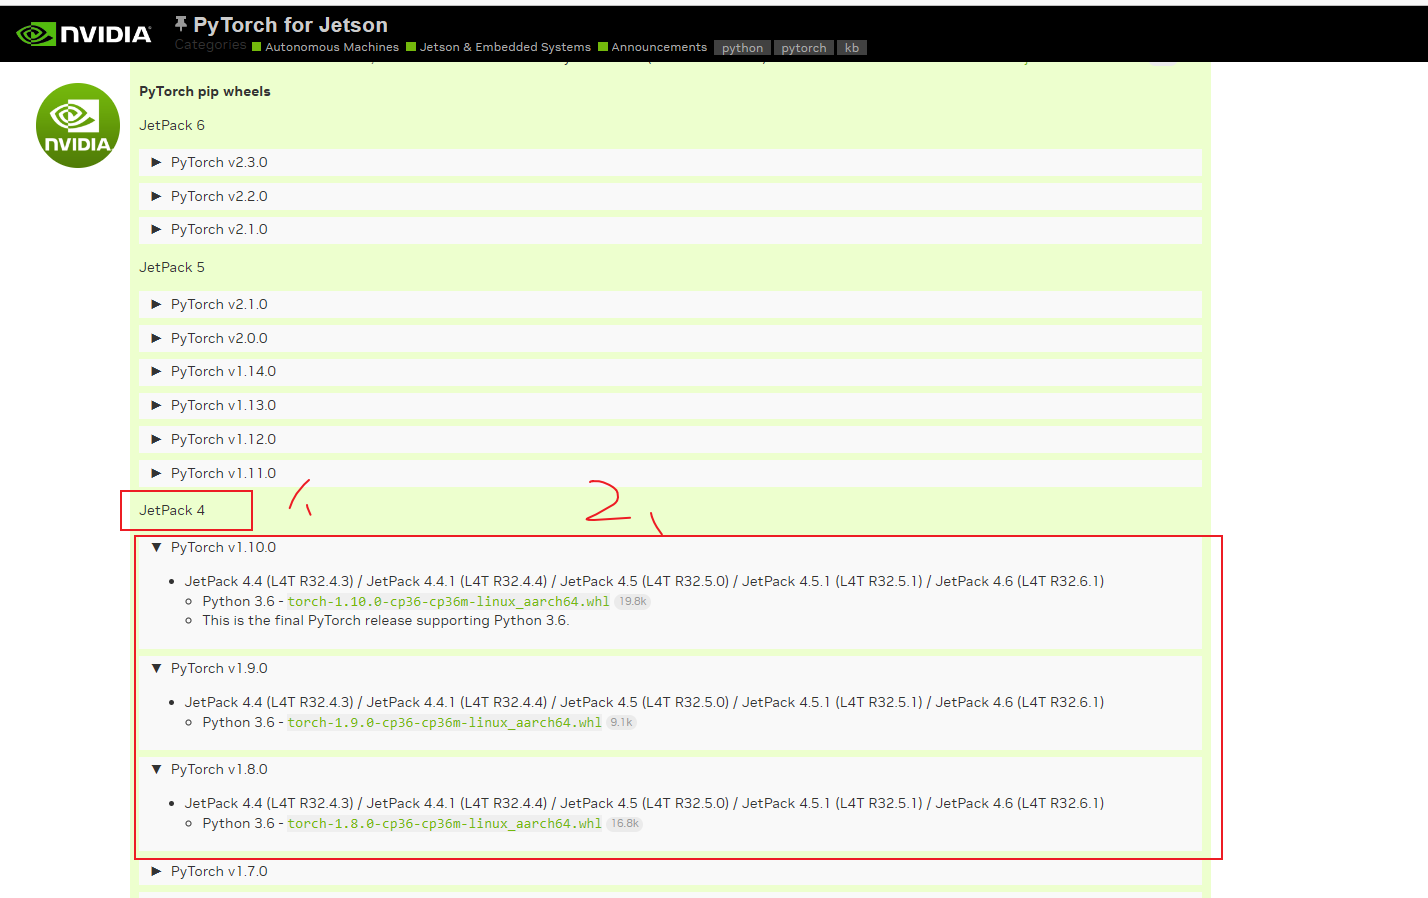 NVIDIA
PyTorch for Jetson
Categories Autonomous Machines Jetson & Embedded Systems Announcements python pytorch kb
NVIDIA
PyTorch pip wheels
JetPack 6
PyTorch v2.3.0
PyTorch v2.2.0
PyTorch v2.1.0
JetPack 5
PyTorch v2.1.0
PyTorch v2.0.0
PyTorch v1.14.0
PyTorch v1.13.0
PyTorch v1.12.0
PyTorch v1.11.0
JetPack 4
1、 2、
PyTorch v1.10.0
JetPack 4.4 (L4T R32.4.3) / JetPack 4.4.1 (L4T R32.4.4) / JetPack 4.5 (L4T R32.5.0) / JetPack 4.5.1 (L4T R32.5.1) / JetPack 4.6 (L4T R32.6.1)
Python 3.6 - torch-1.10.0-cp36-cp36m-linux_aarch64.whl 19.8k
This is the final PyTorch release supporting Python 3.6.
PyTorch v1.9.0
JetPack 4.4 (L4T R32.4.3) / JetPack 4.4.1 (L4T R32.4.4) / JetPack 4.5 (L4T R32.5.0) / JetPack 4.5.1 (L4T R32.5.1) / JetPack 4.6 (L4T R32.6.1)
Python 3.6 - torch-1.9.0-cp36-cp36m-linux_aarch64.whl 9.1k
PyTorch v1.8.0
JetPack 4.4 (L4T R32.4.3) / JetPack 4.4.1 (L4T R32.4.4) / JetPack 4.5 (L4T R32.5.0) / JetPack 4.5.1 (L4T R32.5.1) / JetPack 4.6 (L4T R32.6.1)
Python 3.6 - torch-1.8.0-cp36-cp36m-linux_aarch64.whl 16.8k
PyTorch v1.7.0